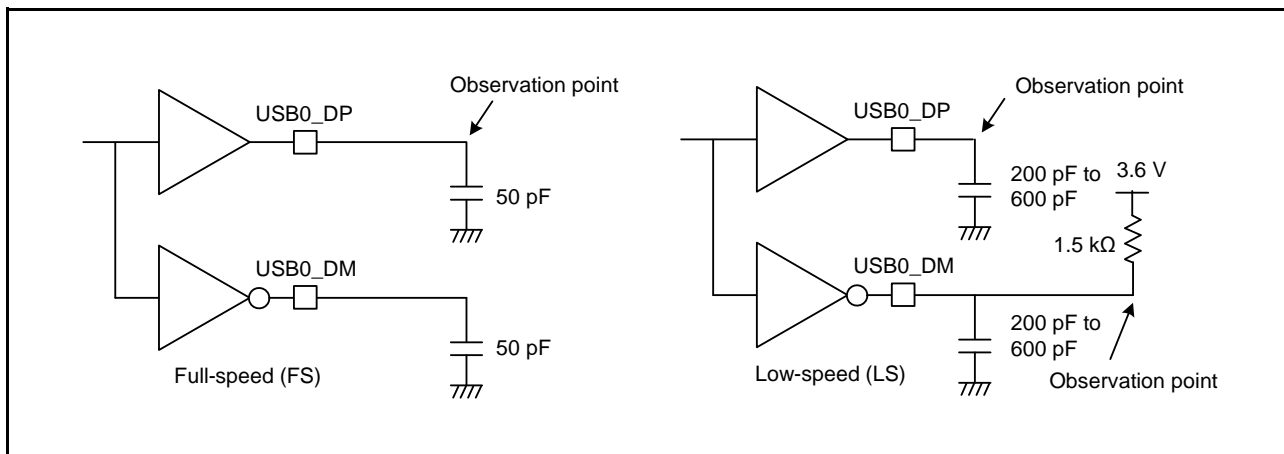 Observation point
USB0_DP
50 pF
USB0_DM
50 pF
Full-speed (FS)
Observation point
USB0_DP
200 pF to
600 pF
3.6 V
1.5 kΩ
USB0_DM
200 pF to
600 pF
Observation point
Low-speed (LS)